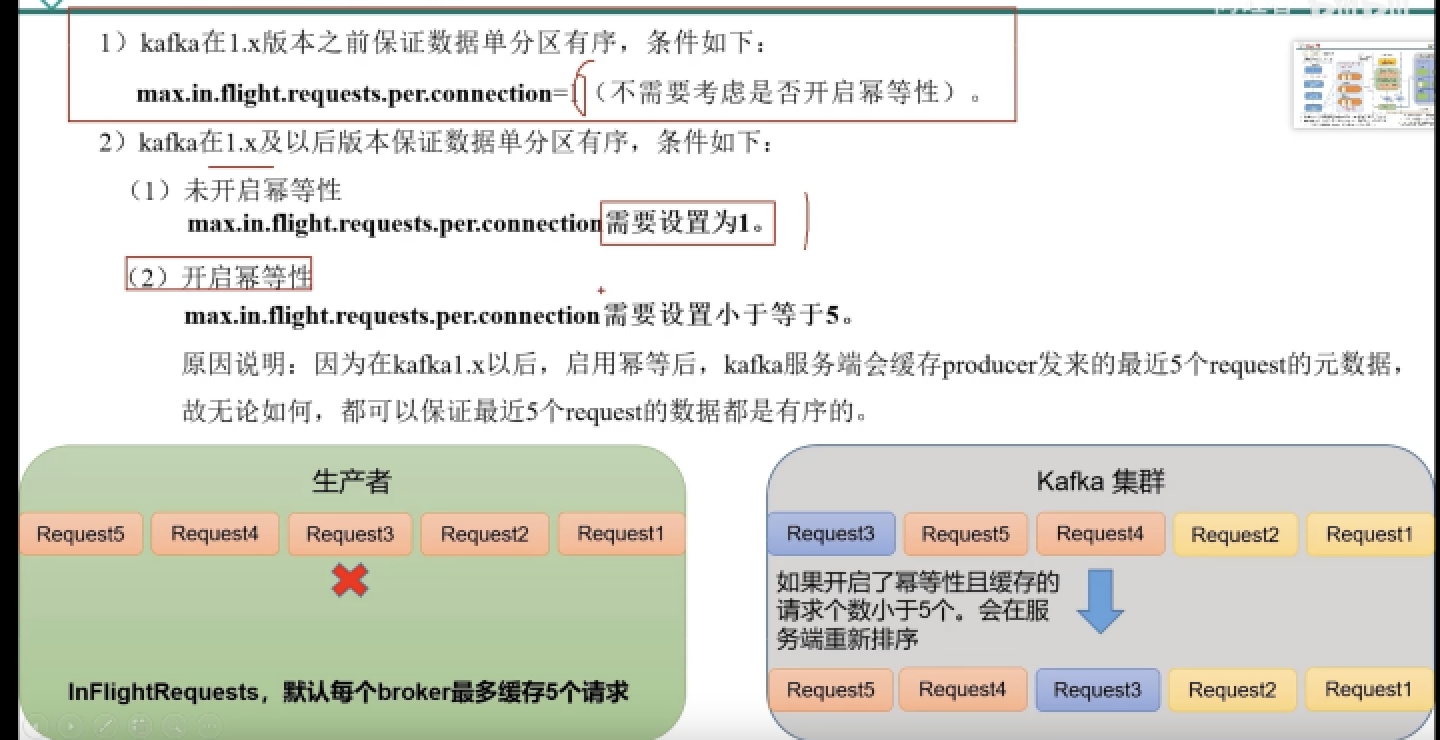 1）kafka在1.x版本之前保证数据单分区有序，条件如下：
max.in.flight.requests.per.connection=1（不需要考虑是否开启幂等性）。
2）kafka在1.x及以后版本保证数据单分区有序，条件如下：
（1）未开启幂等性
max.in.flight.requests.per.connection需要设置为1。
（2）开启幂等性
max.in.flight.requests.per.connection需要设置小于等于5。
原因说明：因为在kafka1.x以后，启用幂等后，kafka服务端会缓存producer发来的最近5个request的元数据，
故无论如何，都可以保证最近5个request的数据都是有序的。
生产者
Request5 Request4 Request3 Request2 Request1
InFlightRequests，默认每个broker最多缓存5个请求
Kafka 集群
Request3 Request5 Request4 Request2 Request1
如果开启了幂等性且缓存的
请求个数小于5个。会在服
务端重新排序
Request5 Request4 Request3 Request2 Request1